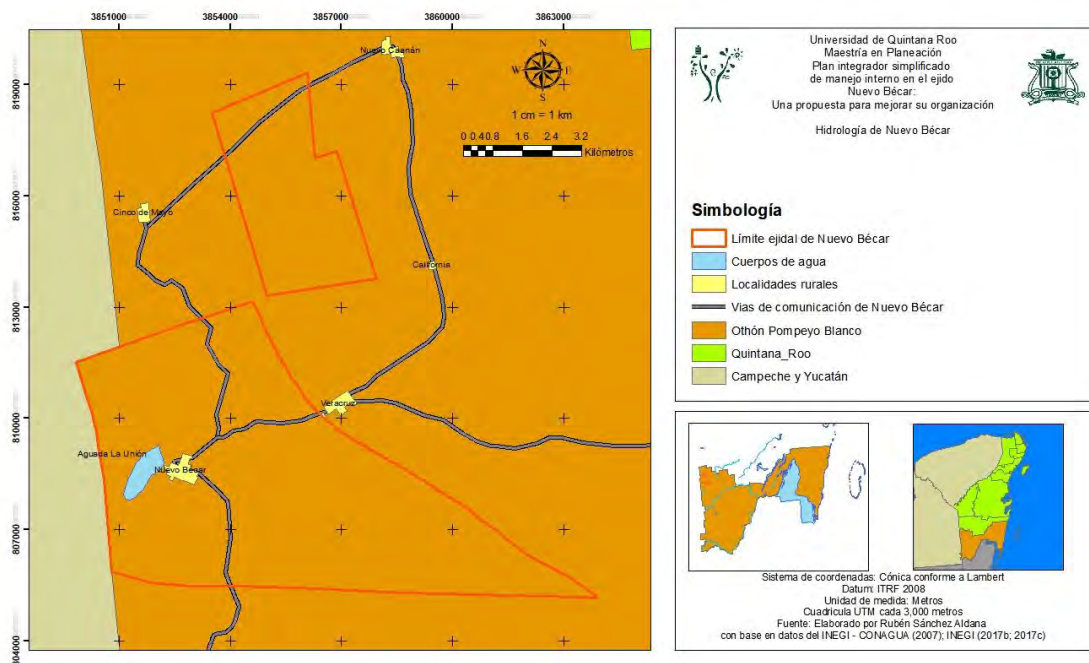 3851000 3854000 3857000 3860000 3863000
819000
816000
813000
810000
807000
804000
Nuevo Caanán
N
W E
S
1 cm = 1 km
0 0.4 0.8 1.6 2.4 3.2
Kilómetros
Cinco de Mayo
California
Veracruz
Aguada La Unión
Nuevo Bécar
Universidad de Quintana Roo
Maestría en Planeación
Plan integrador simplificado
de manejo interno en el ejido
Nuevo Bécar:
Una propuesta para mejorar su organización
Hidrología de Nuevo Bécar
Simbología
Límite ejidal de Nuevo Bécar
Cuerpos de agua
Localidades rurales
Vias de comunicación de Nuevo Bécar
Othón Pompeyo Blanco
Quintana_Roo
Campeche y Yucatán
Sistema de coordenadas: Cónica conforme a Lambert
Datum: ITRF 2008
Unidad de medida: Metros
Cuadricula UTM cada 3,000 metros
Fuente: Elaborado por Rubén Sánchez Aldana
con base en datos del INEGI - CONAGUA (2007); INEGI (2017b; 2017c)